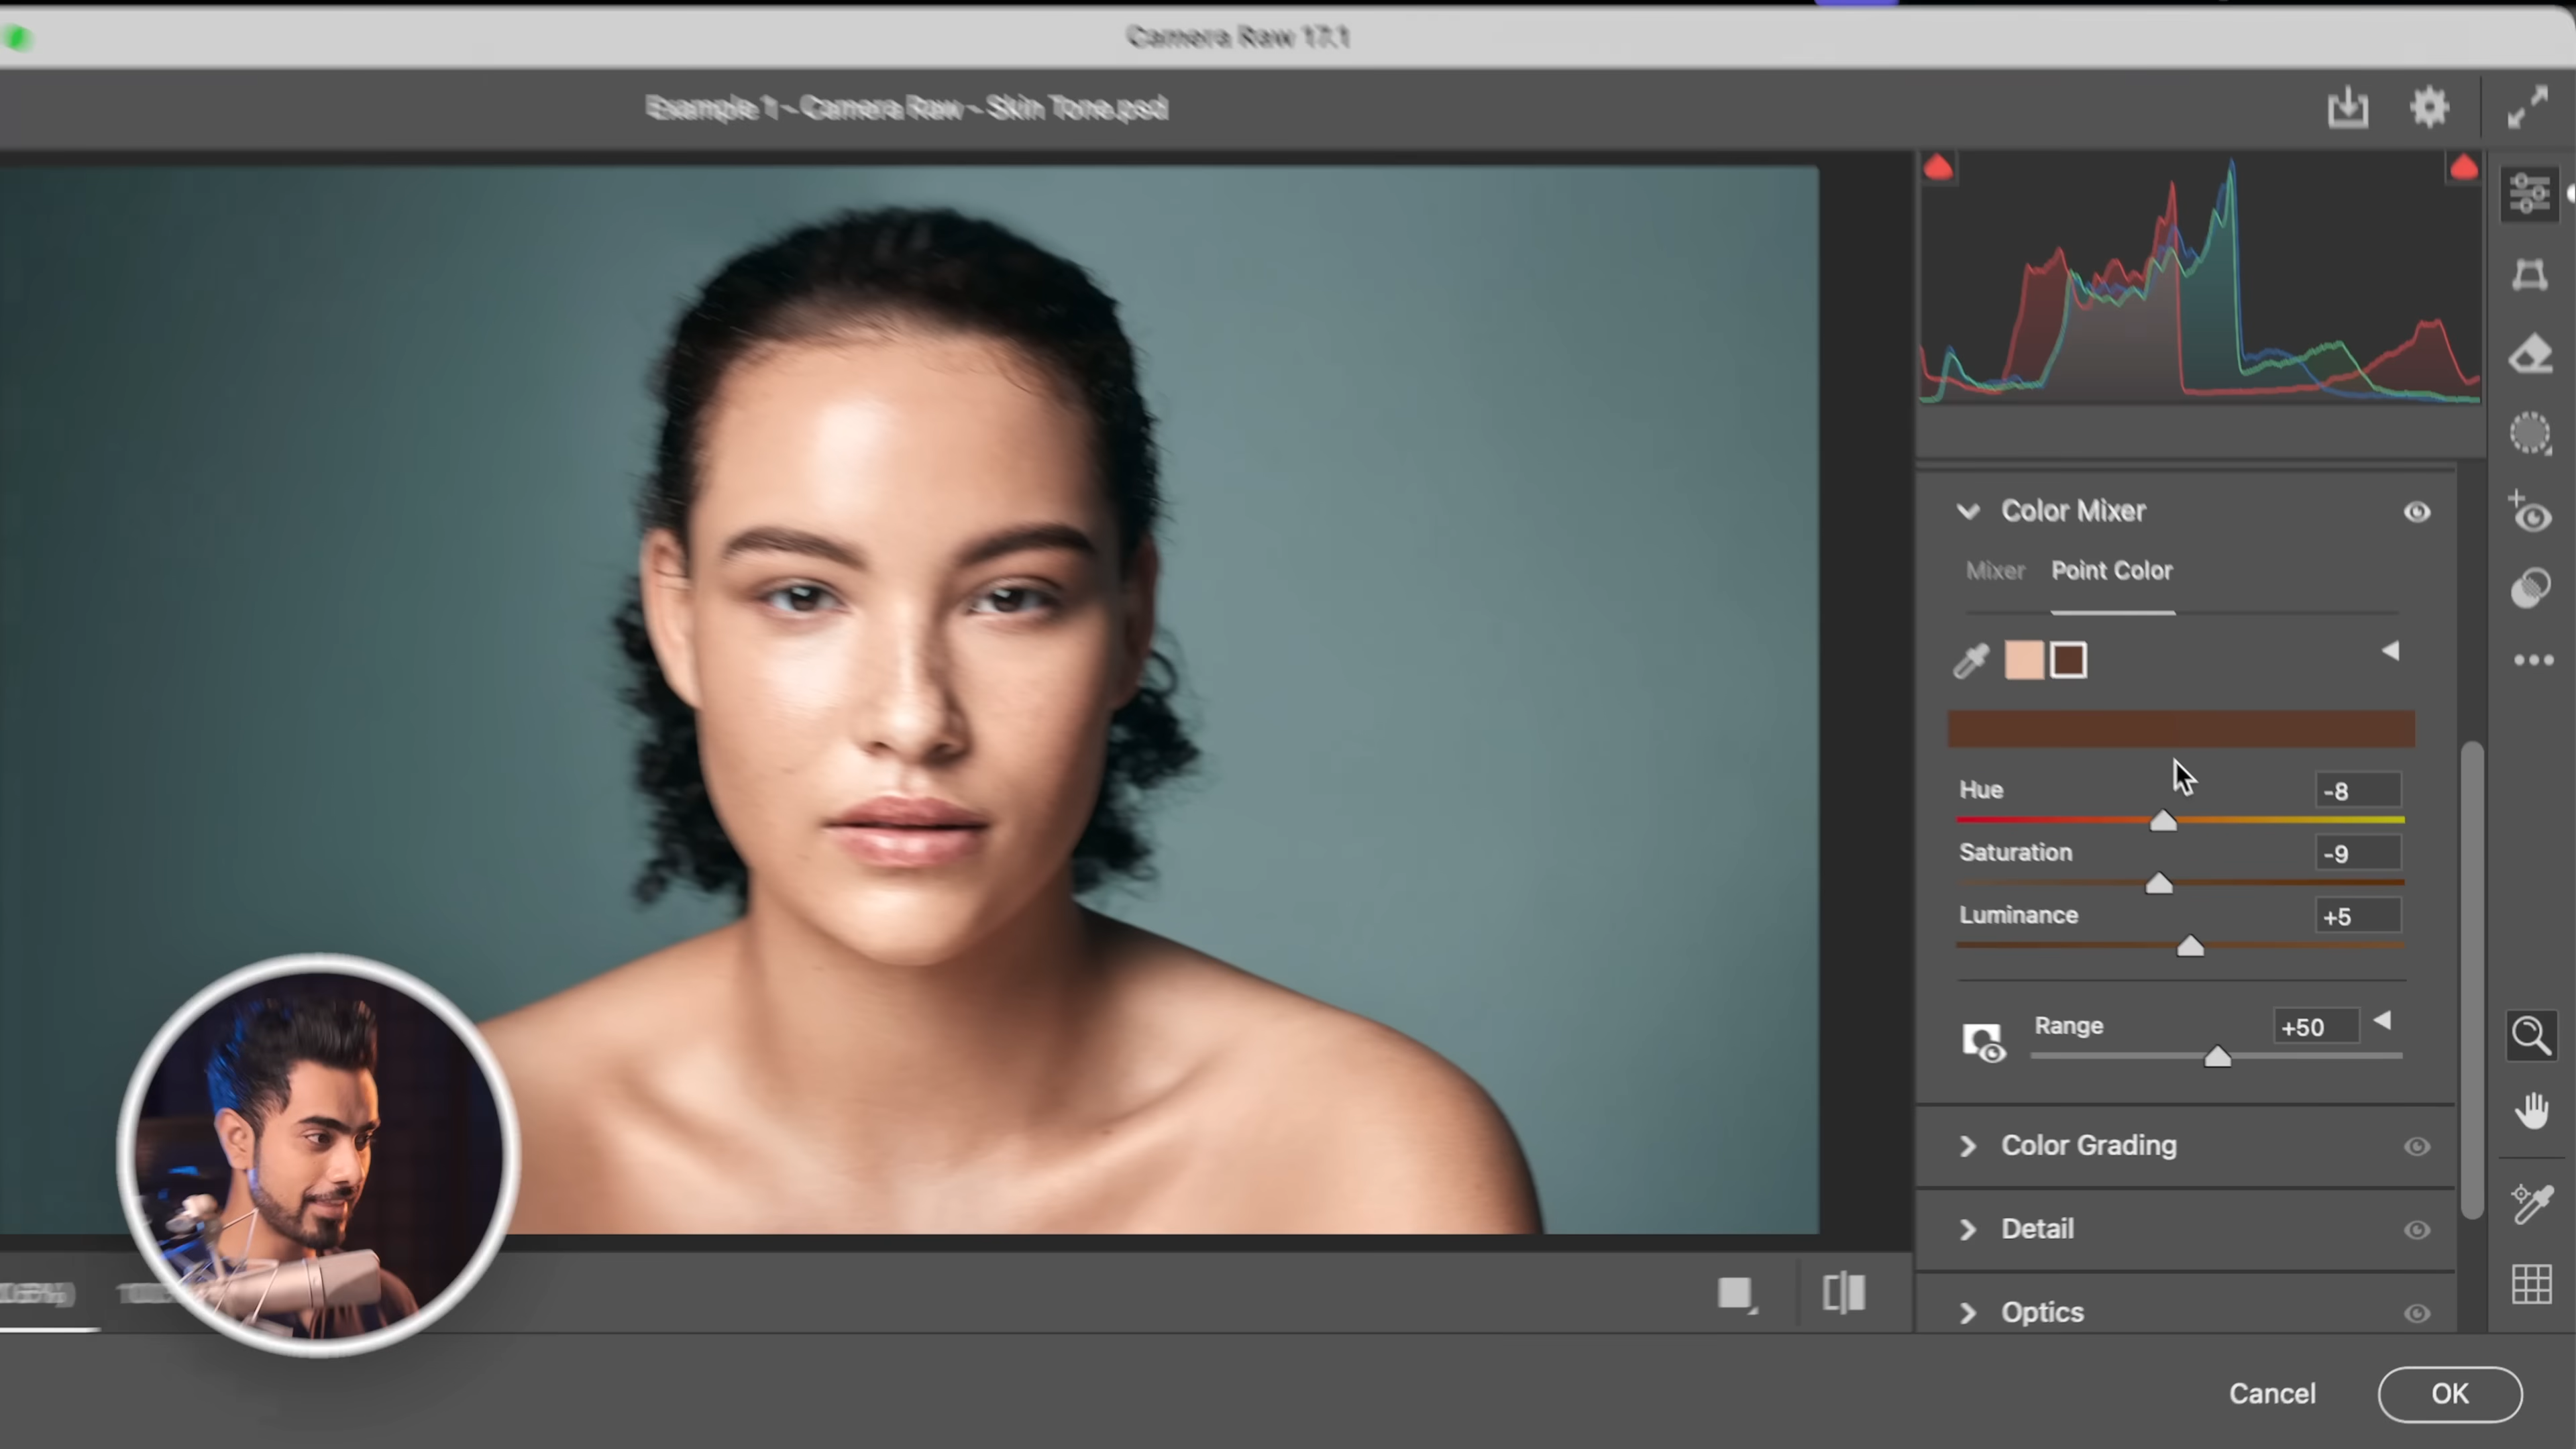 Camera Raw 17.1
Example 1 - Camera Raw - Skin Tone.psd
Color Mixer
Mixer Point Color
Hue -8
Saturation -9
Luminance +5
Range +50
Color Grading
Detail
Optics
Cancel OK